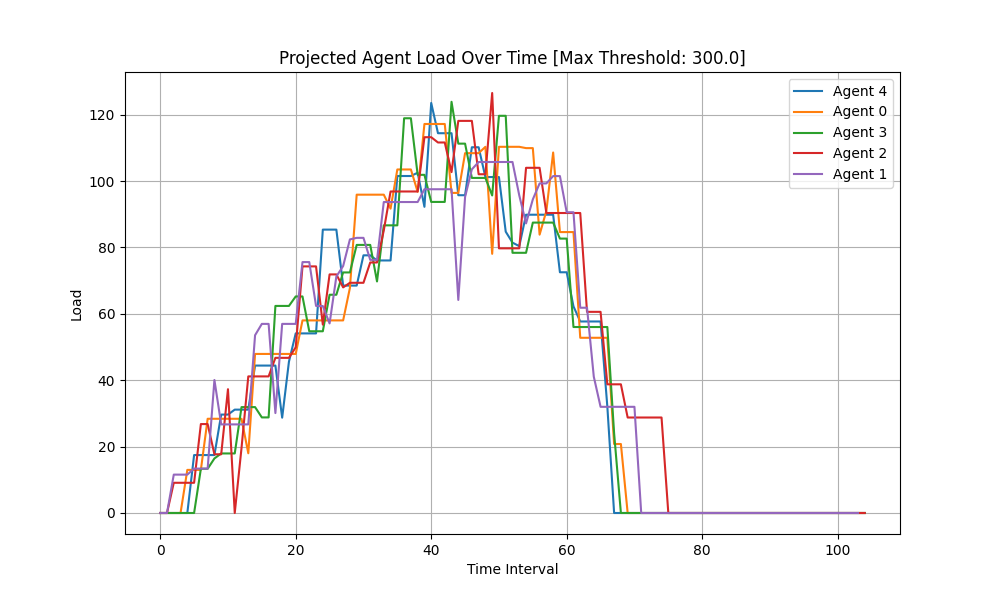 Projected Agent Load Over Time [Max Threshold: 300.0]
Agent 4
Agent 0
Agent 3
Agent 2
Agent 1
Load
120
100
80
60
40
20
0
0 20 40 60 80 100
Time Interval